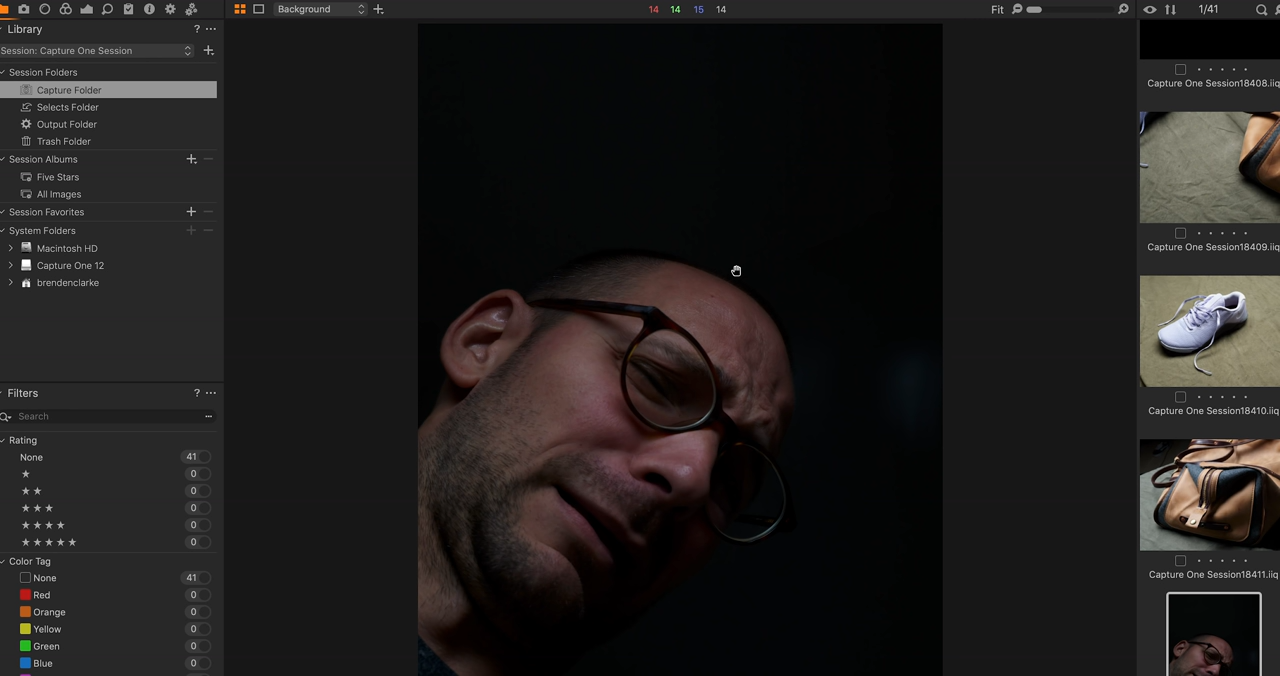 Background
14 14 15 14
Fit
1/41
Library
? ...
Session: Capture One Session
Session Folders
Capture Folder
Selects Folder
Output Folder
Trash Folder
Session Albums
Five Stars
All Images
Session Favorites
System Folders
Macintosh HD
Capture One 12
brendenclarke
Filters
? ...
Search
Rating
None 41
★ 0
★ ★ 0
★ ★ ★ 0
★ ★ ★ ★ 0
★ ★ ★ ★ ★ 0
Color Tag
None 41
Red 0
Orange 0
Yellow 0
Green 0
Blue 0
Capture One Session18408.iiq
Capture One Session18409.iiq
Capture One Session18410.iiq
Capture One Session18411.iiq